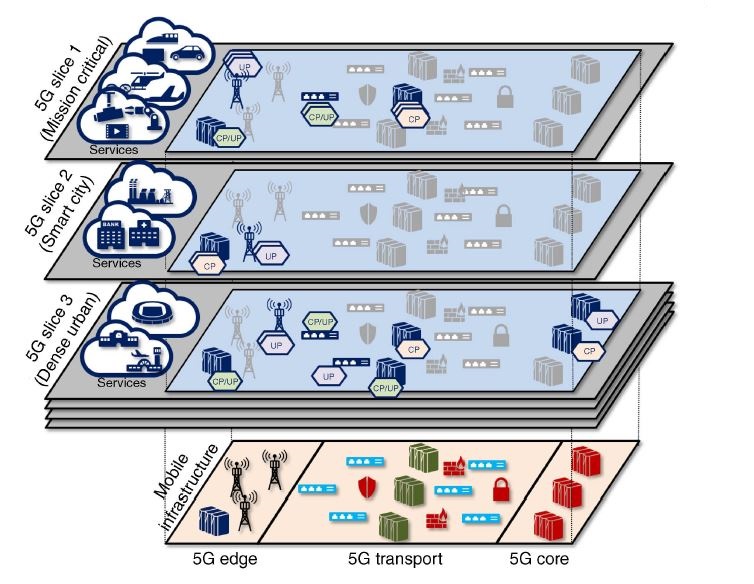 5G slice 1
(Mission critical)
BANK
Services
UP
CP/UP
CP/UP
CP
5G slice 2
(Smart city)
BANK
Services
CP
UP
5G slice 3
(Dense urban)
Services
CP/UP
UP
CP/UP
UP
CP/UP
CP
UP
CP
Mobile
infrastructure
5G edge
5G transport
5G core